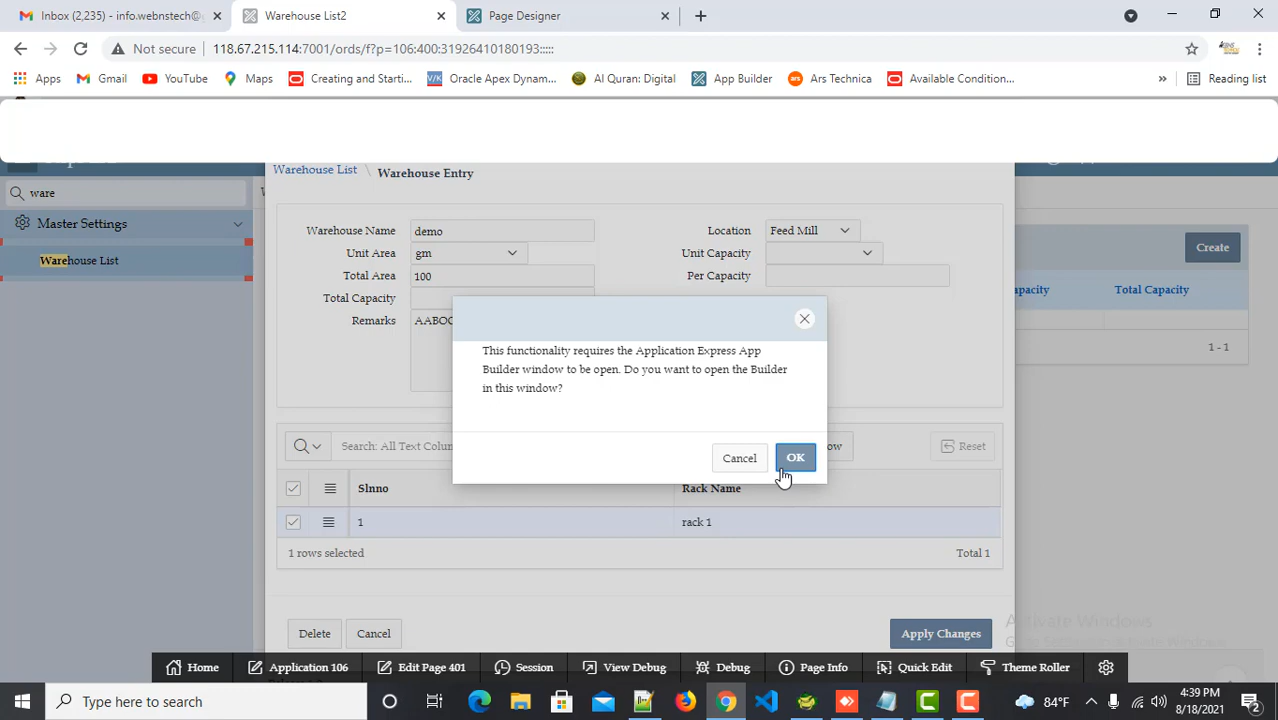 Inbox (2,235) - info.webnstech@g
Warehouse List2
Page Designer
Not secure
118.67.215.114:7001/ords/f?p=106:400:31926410180193:::::
Apps
Gmail
YouTube
Maps
Creating and Starti...
Oracle Apex Dynam...
Al Quran: Digital
App Builder
Ars Technica
Available Condition...
»
Reading list
Warehouse List \ Warehouse Entry
ware
Master Settings
Warehouse List
Warehouse Name
demo
Location
Feed Mill
Unit Area
gm
Unit Capacity
Total Area
100
Per Capacity
Total Capacity
Remarks
Create
apacity
Total Capacity
1 - 1
This functionality requires the Application Express App
Builder window to be open. Do you want to open the Builder
in this window?
Cancel
OK
Search: All Text Colum
ow
Reset
Slnno
Rack Name
1
rack 1
1 rows selected
Total 1
Delete
Cancel
Apply Changes
Activate Windows
Home
Application 106
Edit Page 401
Session
View Debug
Debug
Page Info
Quick Edit
Theme Roller
Type here to search
84°F
4:39 PM
8/18/2021